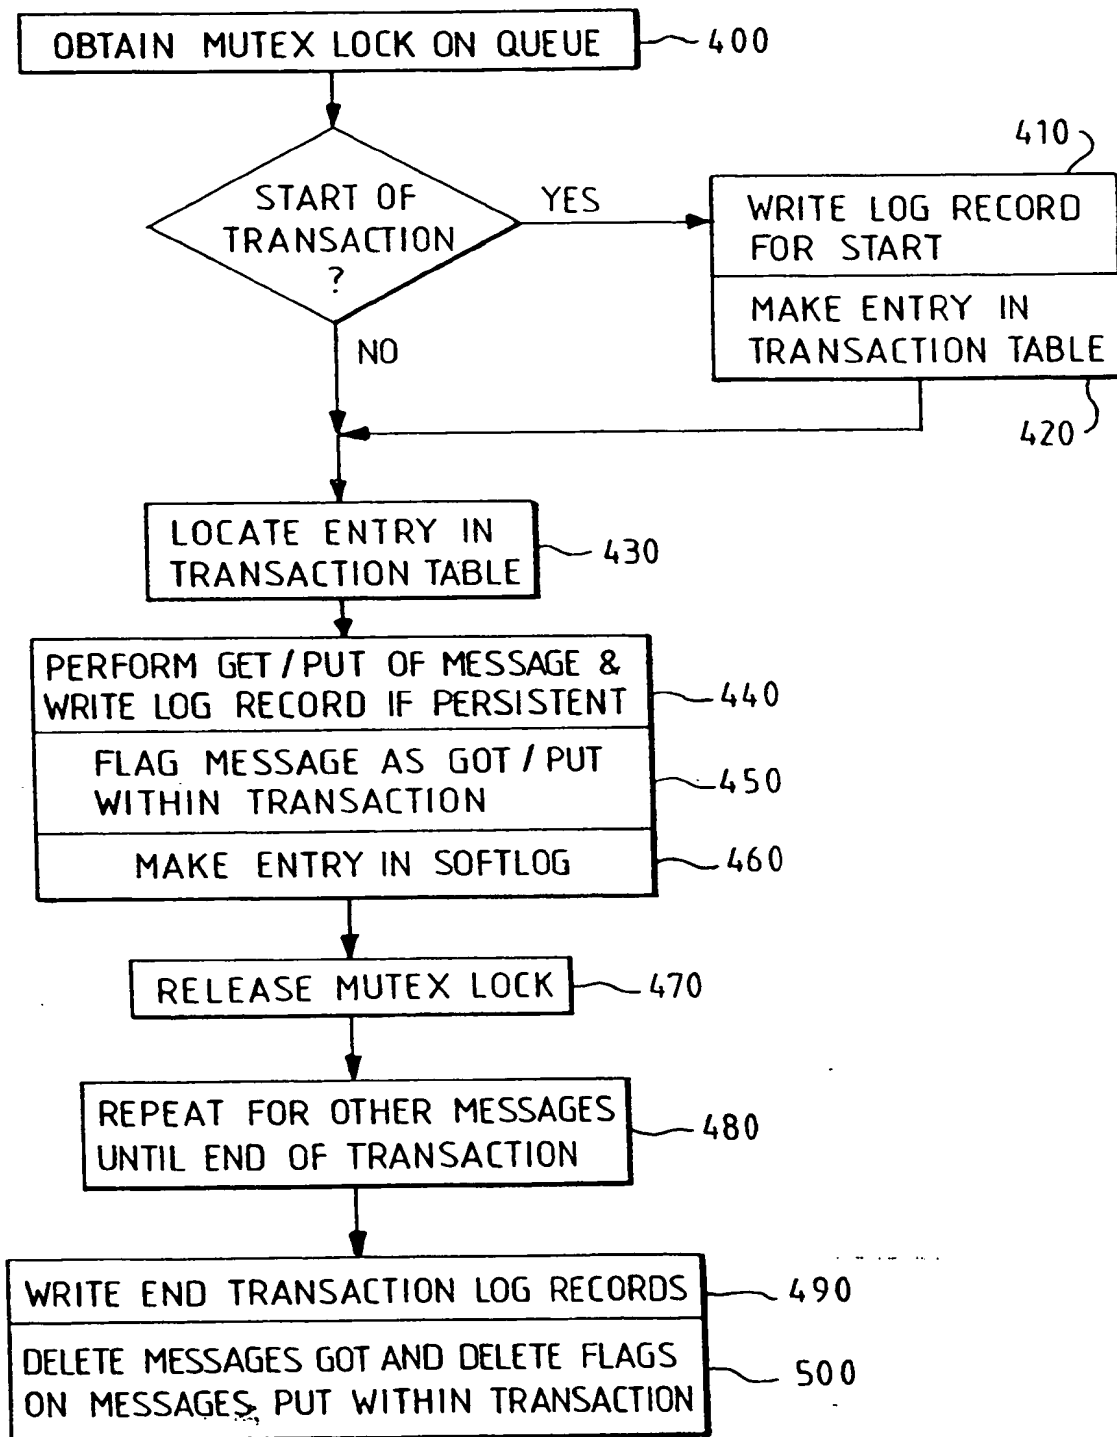 OBTAIN MUTEX LOCK ON QUEUE
400
START OF
TRANSACTION
?
YES
NO
410
WRITE LOG RECORD
FOR START
MAKE ENTRY IN
TRANSACTION TABLE
420
LOCATE ENTRY IN
TRANSACTION TABLE
430
PERFORM GET/PUT OF MESSAGE &
WRITE LOG RECORD IF PERSISTENT
440
FLAG MESSAGE AS GOT/PUT
WITHIN TRANSACTION
450
MAKE ENTRY IN SOFTLOG
460
RELEASE MUTEX LOCK
470
REPEAT FOR OTHER MESSAGES
UNTIL END OF TRANSACTION
480
WRITE END TRANSACTION LOG RECORDS
490
DELETE MESSAGES GOT AND DELETE FLAGS
ON MESSAGES, PUT WITHIN TRANSACTION
500